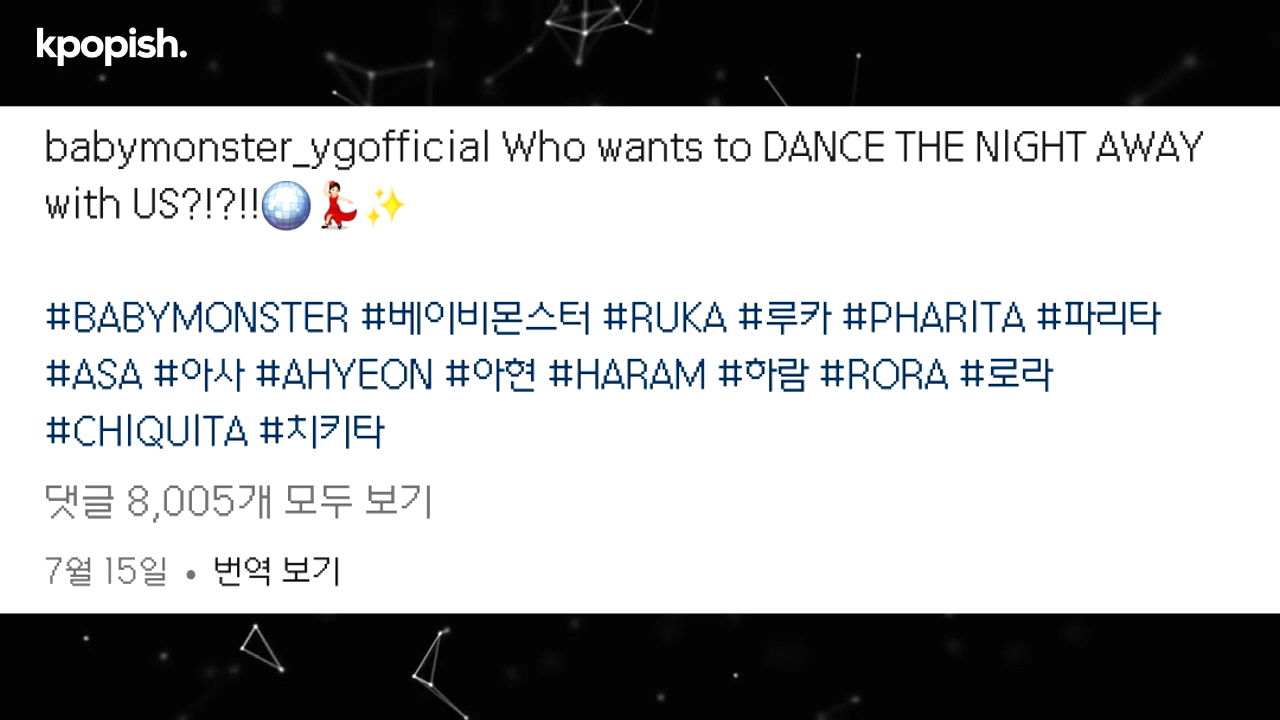 kpopish.
babymonster_ygofficial Who wants to DANCE THE NIGHT AWAY
with US?!?!!🪩💃✨
#BABYMONSTER #베이비몬스터 #RUKA #루카 #PHARITA #파리타
#ASA #아사 #AHYEON #아현 #HARAM #하람 #RORA #로라
#CHIQUITA #치키타
댓글 8,005개 모두 보기
7월 15일 • 번역 보기